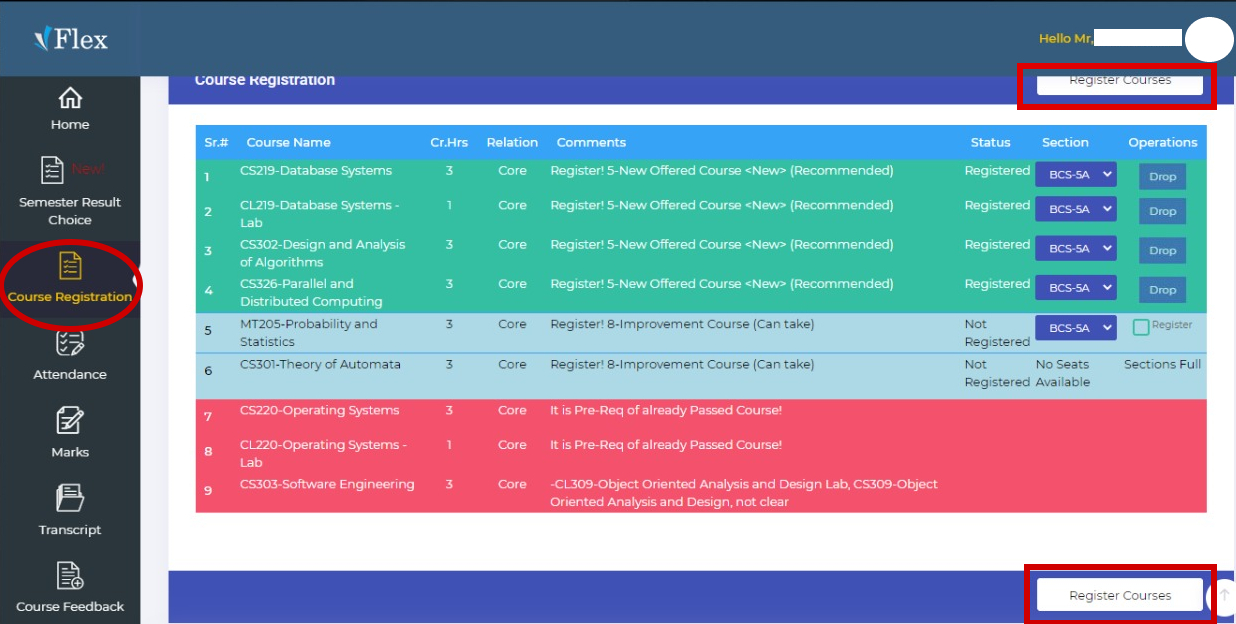 Flex
Hello Mr,
Course Registration
Register Courses
Home
New!
Semester Result
Choice
Course Registration
Attendance
Marks
Transcript
Course Feedback
Sr.# Course Name Cr.Hrs Relation Comments Status Section Operations
1 CS219-Database Systems 3 Core Register! 5-New Offered Course <New> (Recommended) Registered BCS-5A Drop
2 CL219-Database Systems - 1 Core Register! 5-New Offered Course <New> (Recommended) Registered BCS-5A Drop
Lab
3 CS302-Design and Analysis 3 Core Register! 5-New Offered Course <New> (Recommended) Registered BCS-5A Drop
of Algorithms
4 CS326-Parallel and 3 Core Register! 5-New Offered Course <New> (Recommended) Registered BCS-5A Drop
Distributed Computing
5 MT205-Probability and 3 Core Register! 8-Improvement Course (Can take) Not BCS-5A Register
Statistics Registered
6 CS301-Theory of Automata 3 Core Register! 8-Improvement Course (Can take) Not No Seats Sections Full
Registered Available
7 CS220-Operating Systems 3 Core It is Pre-Req of already Passed Course!
8 CL220-Operating Systems - 1 Core It is Pre-Req of already Passed Course!
Lab
9 CS303-Software Engineering 3 Core -CL309-Object Oriented Analysis and Design Lab, CS309-Object
Oriented Analysis and Design, not clear
Register Courses